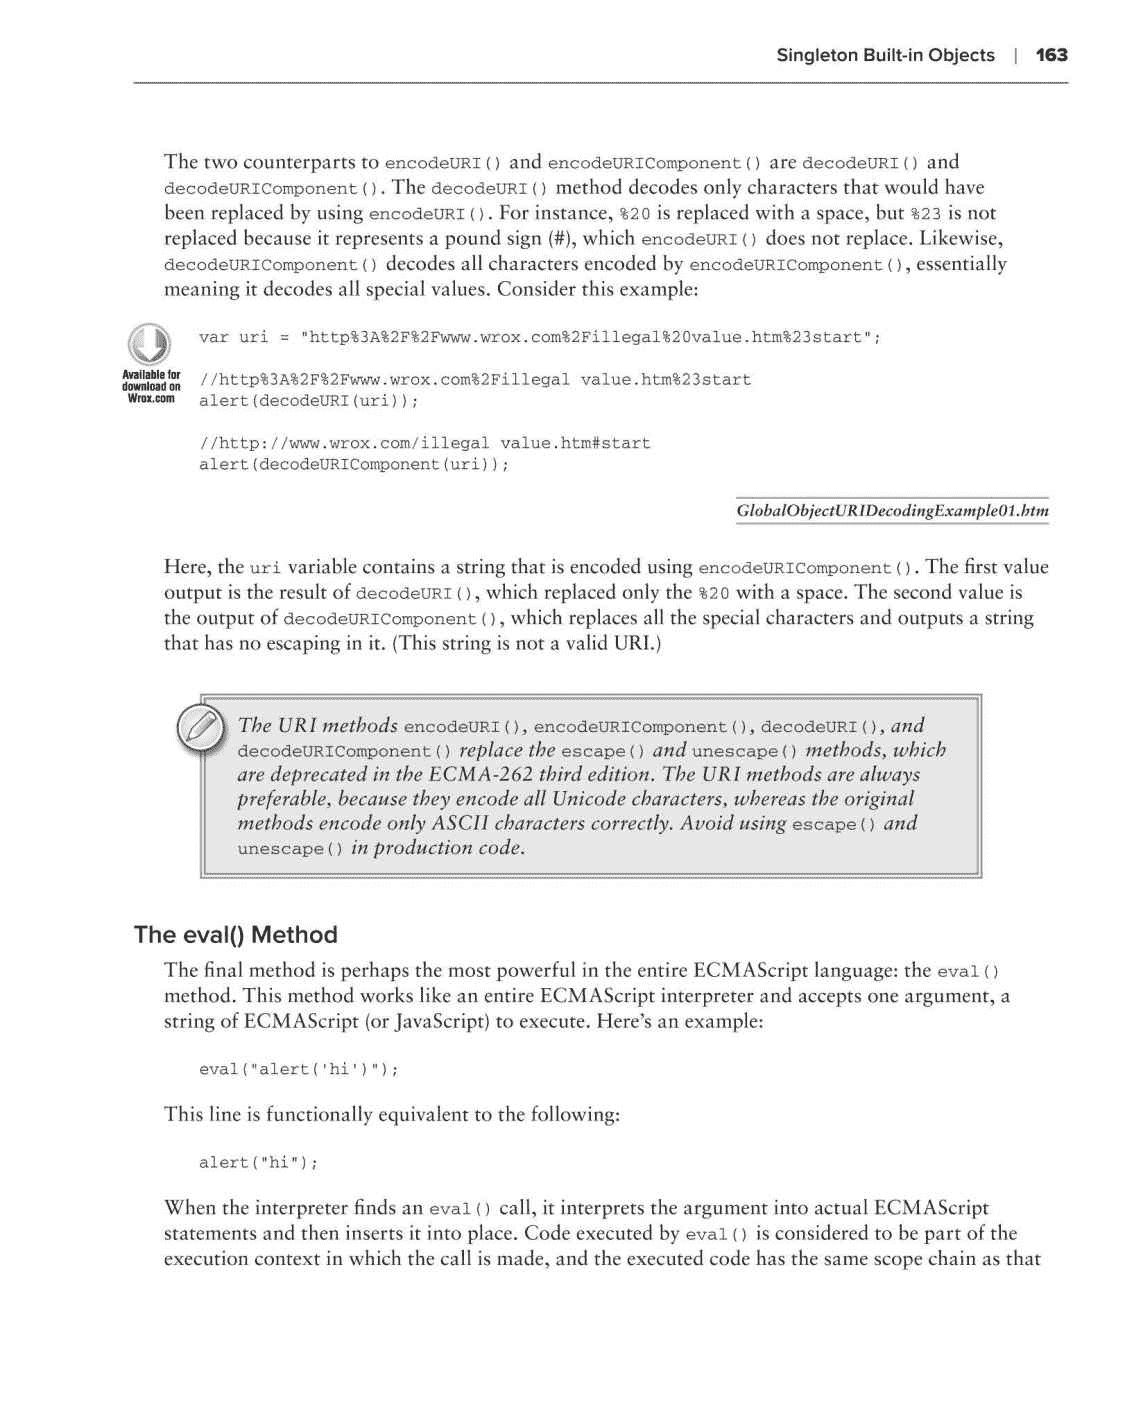 Singleton Built-in Objects | 163
The two counterparts to encodeURI() and encodeURIComponent() are decodeURI() and
decodeURIComponent(). The decodeURI() method decodes only characters that would have
been replaced by using encodeURI(). For instance, %20 is replaced with a space, but %23 is not
replaced because it represents a pound sign (#), which encodeURI() does not replace. Likewise,
decodeURIComponent() decodes all characters encoded by encodeURIComponent(), essentially
meaning it decodes all special values. Consider this example:
var uri = "http%3A%2F%2Fwww.wrox.com%2Fillegal%20value.htm%23start";
Available for
download on
Wrox.com
//http%3A%2F%2Fwww.wrox.com%2Fillegal value.htm%23start
alert(decodeURI(uri));
//http://www.wrox.com/illegal value.htm#start
alert(decodeURIComponent(uri));
GlobalObjectURIDecodingExample01.htm
Here, the uri variable contains a string that is encoded using encodeURIComponent(). The first value
output is the result of decodeURI(), which replaced only the %20 with a space. The second value is
the output of decodeURIComponent(), which replaces all the special characters and outputs a string
that has no escaping in it. (This string is not a valid URI.)
The URI methods encodeURI(), encodeURIComponent(), decodeURI(), and
decodeURIComponent() replace the escape() and unescape() methods, which
are deprecated in the ECMA-262 third edition. The URI methods are always
preferable, because they encode all Unicode characters, whereas the original
methods encode only ASCII characters correctly. Avoid using escape() and
unescape() in production code.
The eval() Method
The final method is perhaps the most powerful in the entire ECMAScript language: the eval()
method. This method works like an entire ECMAScript interpreter and accepts one argument, a
string of ECMAScript (or JavaScript) to execute. Here's an example:
eval("alert('hi')");
This line is functionally equivalent to the following:
alert("hi");
When the interpreter finds an eval() call, it interprets the argument into actual ECMAScript
statements and then inserts it into place. Code executed by eval() is considered to be part of the
execution context in which the call is made, and the executed code has the same scope chain as that